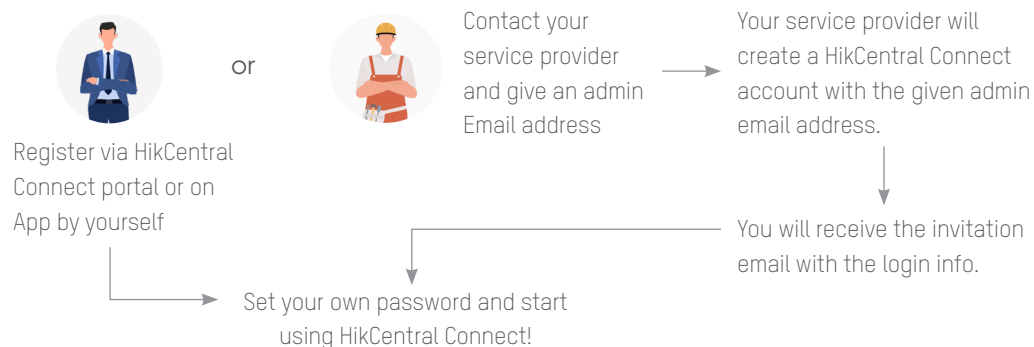 or
Contact your
service provider
and give an admin
Email address
Your service provider will
create a HikCentral Connect
account with the given admin
email address.
Register via HikCentral
Connect portal or on
App by yourself
You will receive the invitation
email with the login info.
Set your own password and start
using HikCentral Connect!